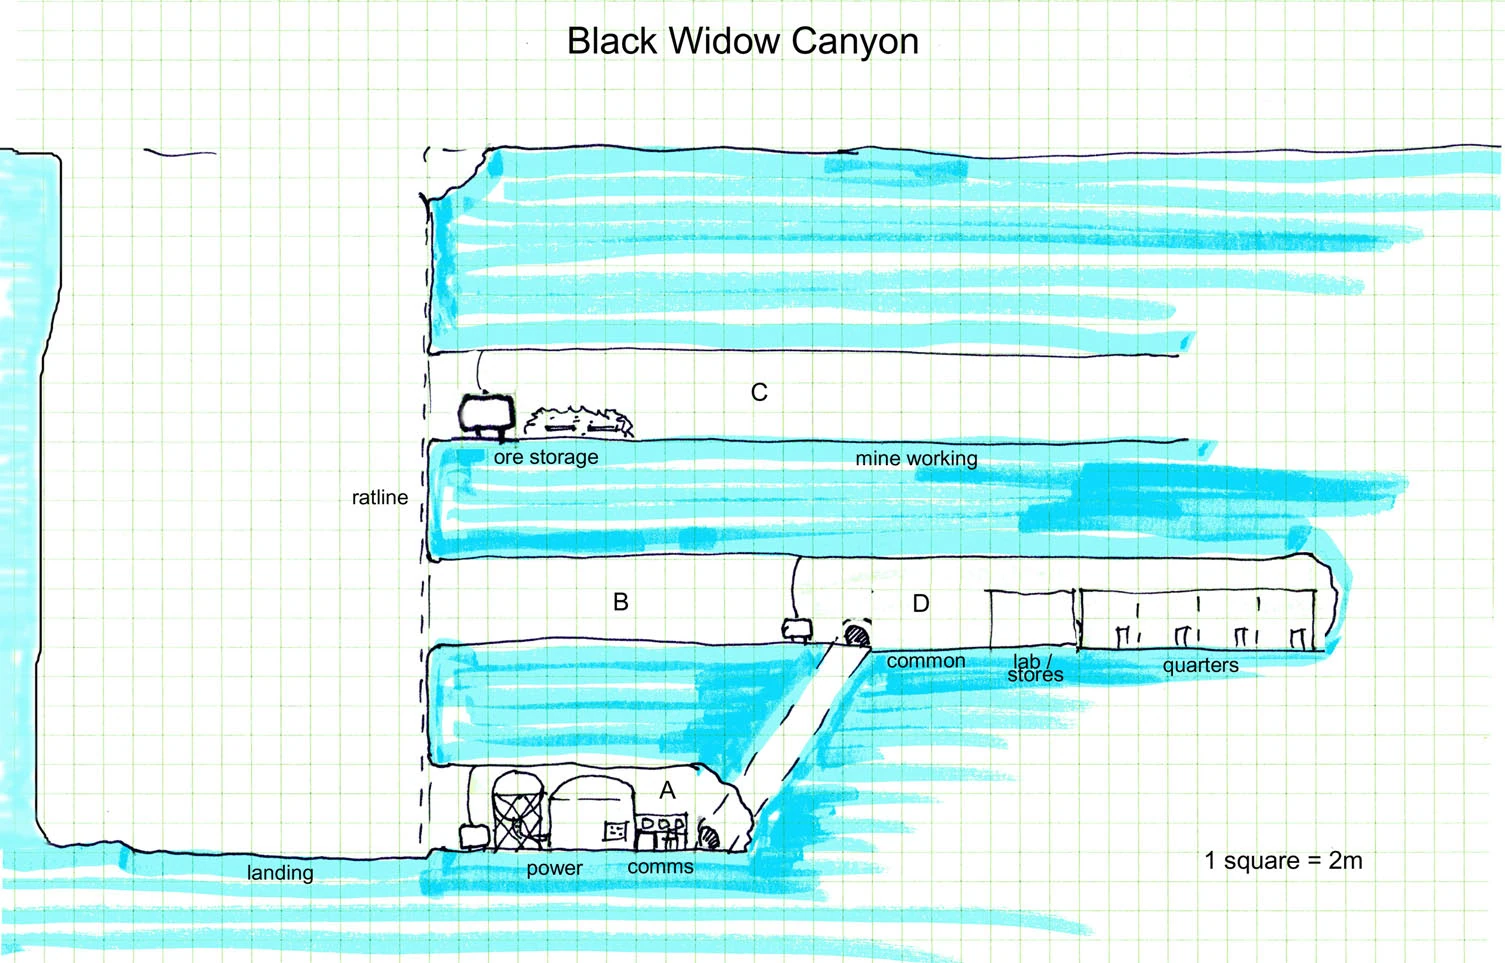 Black Widow Canyon
C
ore storage
mine working
ratline
B
D
common
lab /
stores
quarters
A
1 square = 2m
landing
power
comms